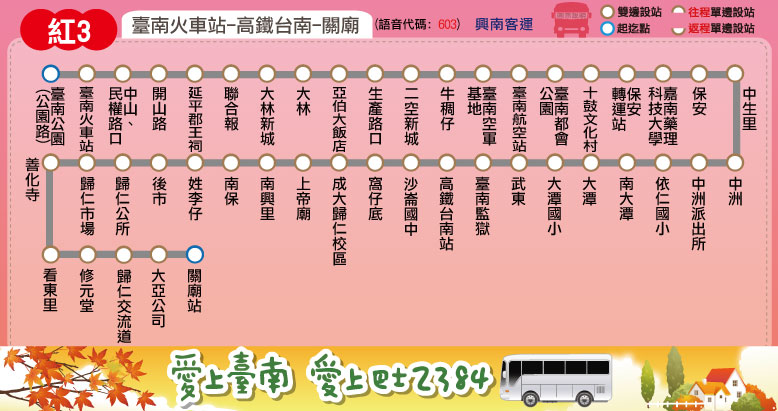 紅3
臺南火車站-高鐵台南-關廟
(語音代碼: 603)
興南客運
雙邊設站
往程單邊設站
起迄點
返程單邊設站
臺南公園
(公園路)
臺南火車站
中山、
民權路口
開山路
延平郡王祠
聯合報
大林新城
大林
亞伯大飯店
生產路口
二空新城
牛稠仔
臺南空軍
基地
臺南航空站
臺南都會
公園
十鼓文化村
保安
轉運站
嘉南藥理
科技大學
保安
中生里
中洲
中洲派出所
依仁國小
南大潭
大潭
大潭國小
武東
臺南監獄
高鐵台南站
沙崙國中
窩仔底
成大歸仁校區
上帝廟
南興里
南保
姓李仔
後市
歸仁公所
歸仁市場
善化寺
看東里
修元堂
歸仁交流道
大亞公司
關廟站
愛上臺南 愛上巴士2384